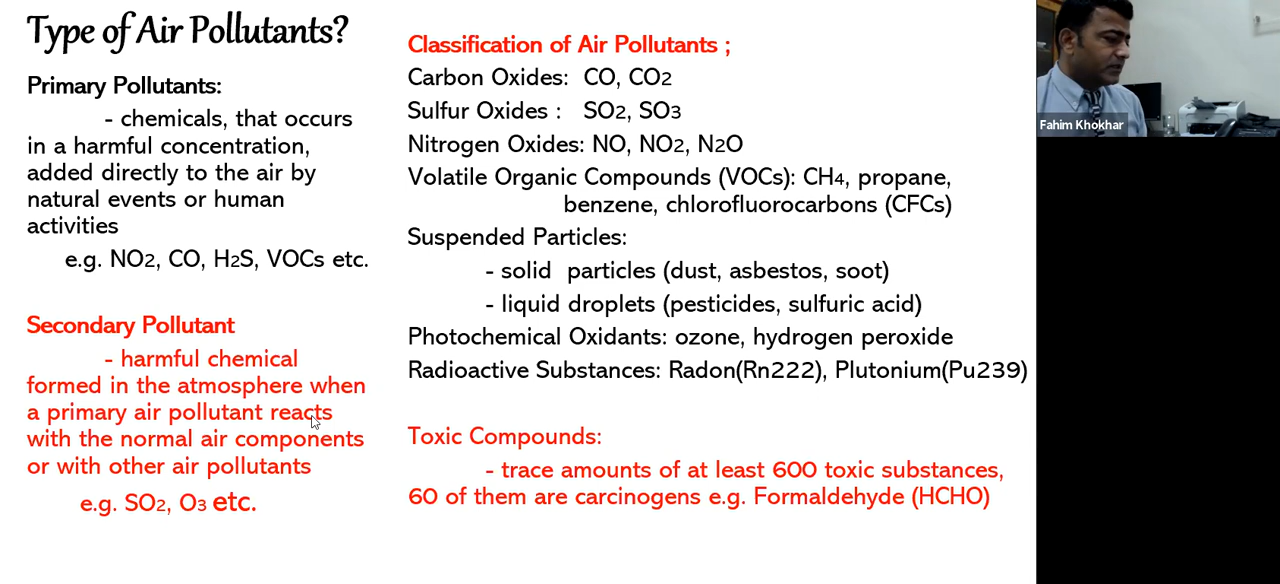 Type of Air Pollutants?
Primary Pollutants:
- chemicals, that occurs
in a harmful concentration,
added directly to the air by
natural events or human
activities
e.g. NO2, CO, H2S, VOCs etc.
Secondary Pollutant
- harmful chemical
formed in the atmosphere when
a primary air pollutant reacts
with the normal air components
or with other air pollutants
e.g. SO2, O3 etc.
Classification of Air Pollutants ;
Carbon Oxides: CO, CO2
Sulfur Oxides : SO2, SO3
Nitrogen Oxides: NO, NO2, N2O
Volatile Organic Compounds (VOCs): CH4, propane,
benzene, chlorofluorocarbons (CFCs)
Suspended Particles:
- solid particles (dust, asbestos, soot)
- liquid droplets (pesticides, sulfuric acid)
Photochemical Oxidants: ozone, hydrogen peroxide
Radioactive Substances: Radon(Rn222), Plutonium(Pu239)
Toxic Compounds:
- trace amounts of at least 600 toxic substances,
60 of them are carcinogens e.g. Formaldehyde (HCHO)
Fahim Khokhar